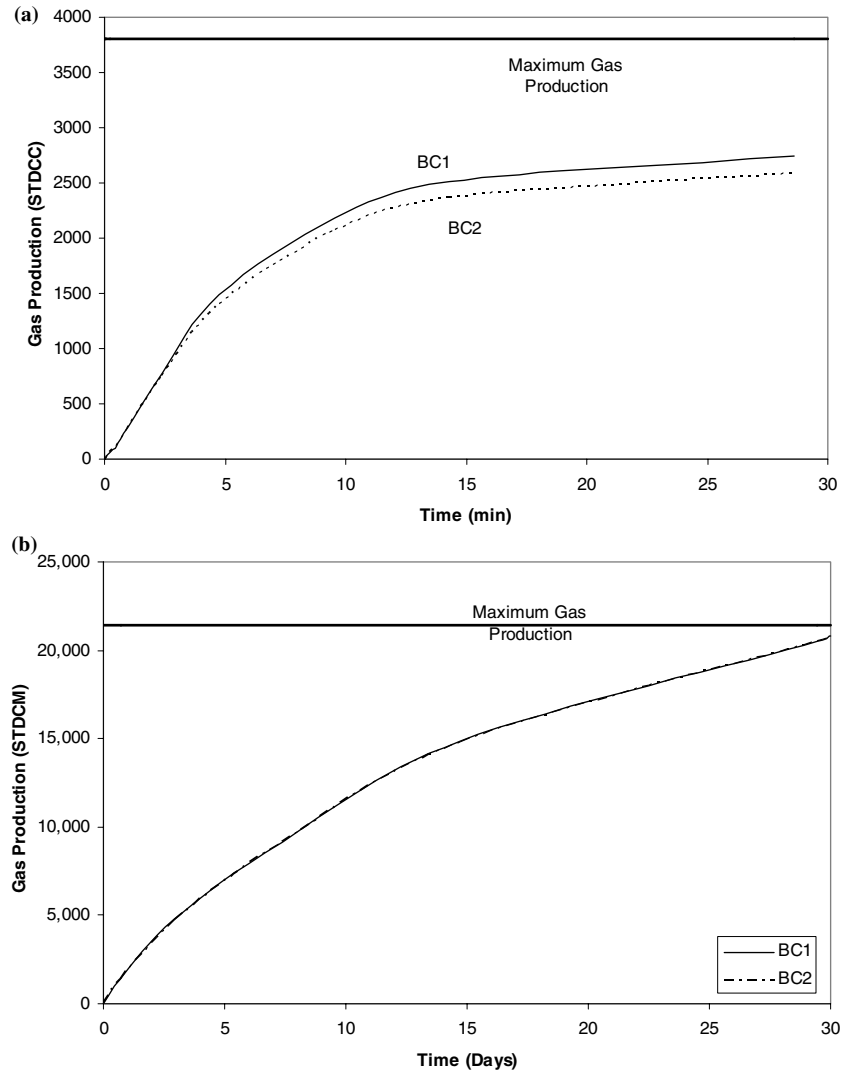 (a)
4000
3500
3000
2500
2000
1500
1000
500
0
Gas Production (STDCC)
Maximum Gas
Production
BC1
BC2
0 5 10 15 20 25 30
Time (min)
(b)
25,000
20,000
15,000
10,000
5,000
0
Gas Production (STDCM)
Maximum Gas
Production
BC1
BC2
0 5 10 15 20 25 30
Time (Days)